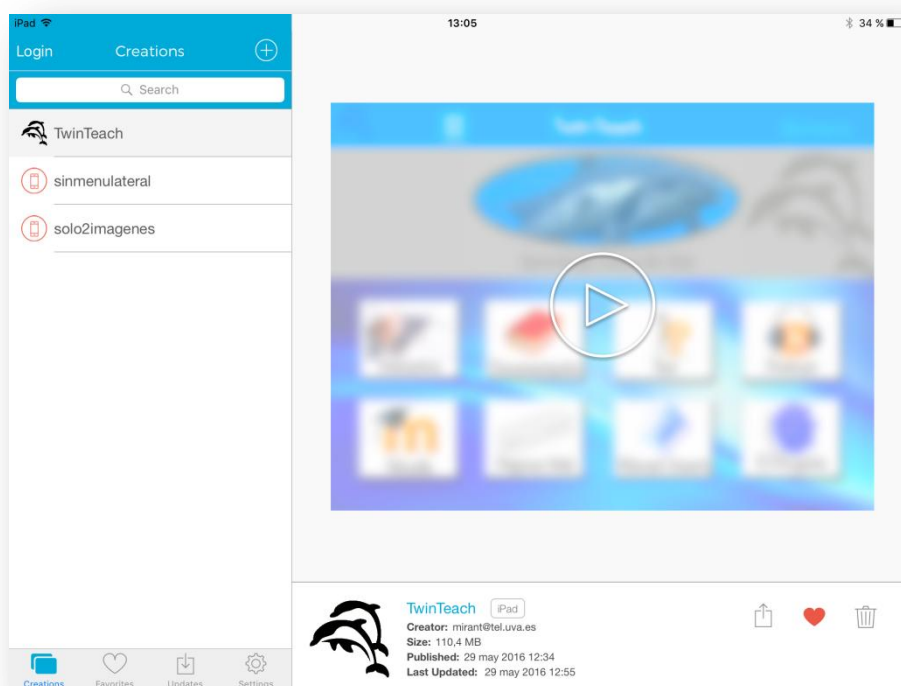 iPad 13:05 34 %
Login Creations
Search
TwinTeach
sinmenulateral
solo2imagenes
TwinTeach iPad
Creator: mirant@tel.uva.es
Size: 110,4 MB
Published: 29 may 2016 12:34
Last Updated: 29 may 2016 12:55
Creations Favorites Updates Settings